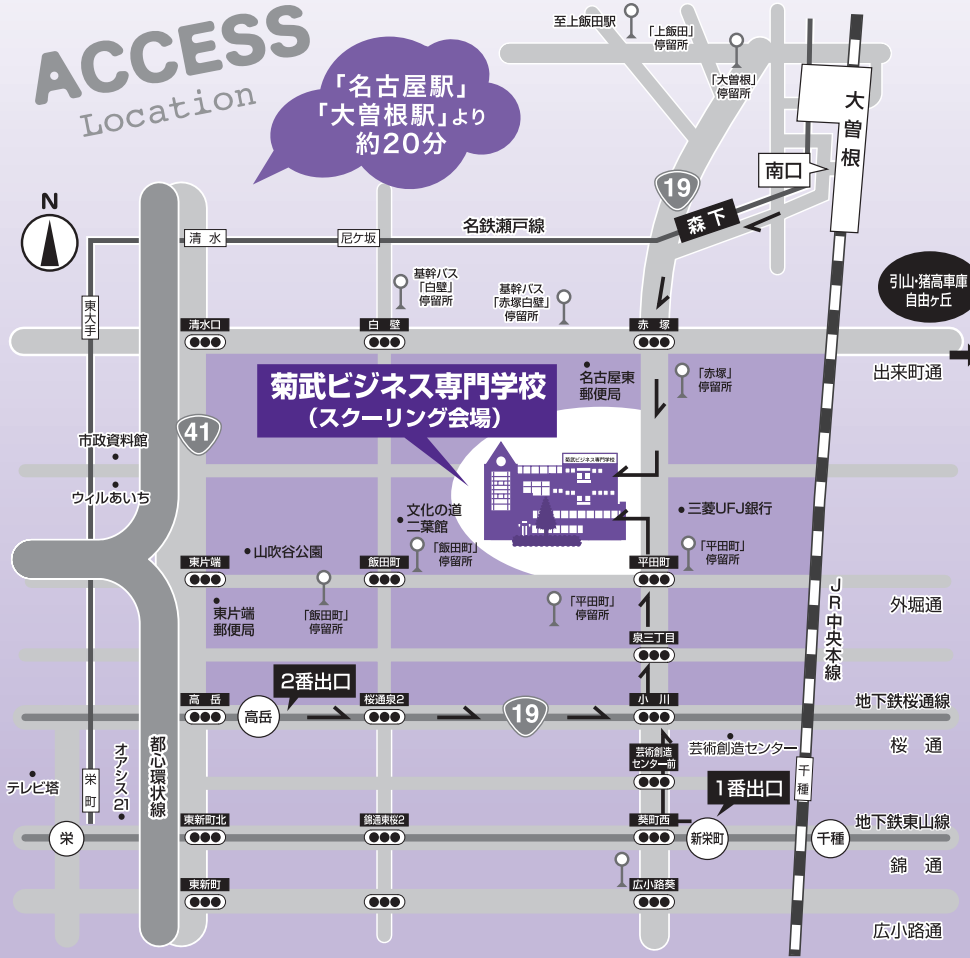 ACCESS
Location
「名古屋駅」
「大曽根駅」より
約20分
至上飯田駅
「上飯田」
停留所
「大曽根」
停留所
大曽根
南口
19
森下
N
名鉄瀬戸線
清水
尼ケ坂
東大手
基幹バス
「白壁」
停留所
基幹バス
「赤塚白壁」
停留所
引山・猪高車庫
自由ヶ丘
清水口
白壁
赤塚
出来町通
菊武ビジネス専門学校
(スクーリング会場)
名古屋東
郵便局
「赤塚」
停留所
41
市政資料館
ウィルあいち
菊武ビジネス専門学校
文化の道
二葉館
三菱UFJ銀行
山吹谷公園
「飯田町」
停留所
「平田町」
停留所
東片端
飯田町
平田町
JR中央本線
東片端
郵便局
「飯田町」
停留所
「平田町」
停留所
外堀通
泉三丁目
2番出口
高岳
桜通泉2
小川
地下鉄桜通線
高岳
19
桜通
都心環状線
オアシス21
芸術創造
センター前
芸術創造センター
テレビ塔
栄町
1番出口
千種
東新町北
錦通東桜2
葵町西
地下鉄東山線
栄
新栄町
千種
錦通
東新町
広小路葵
広小路通